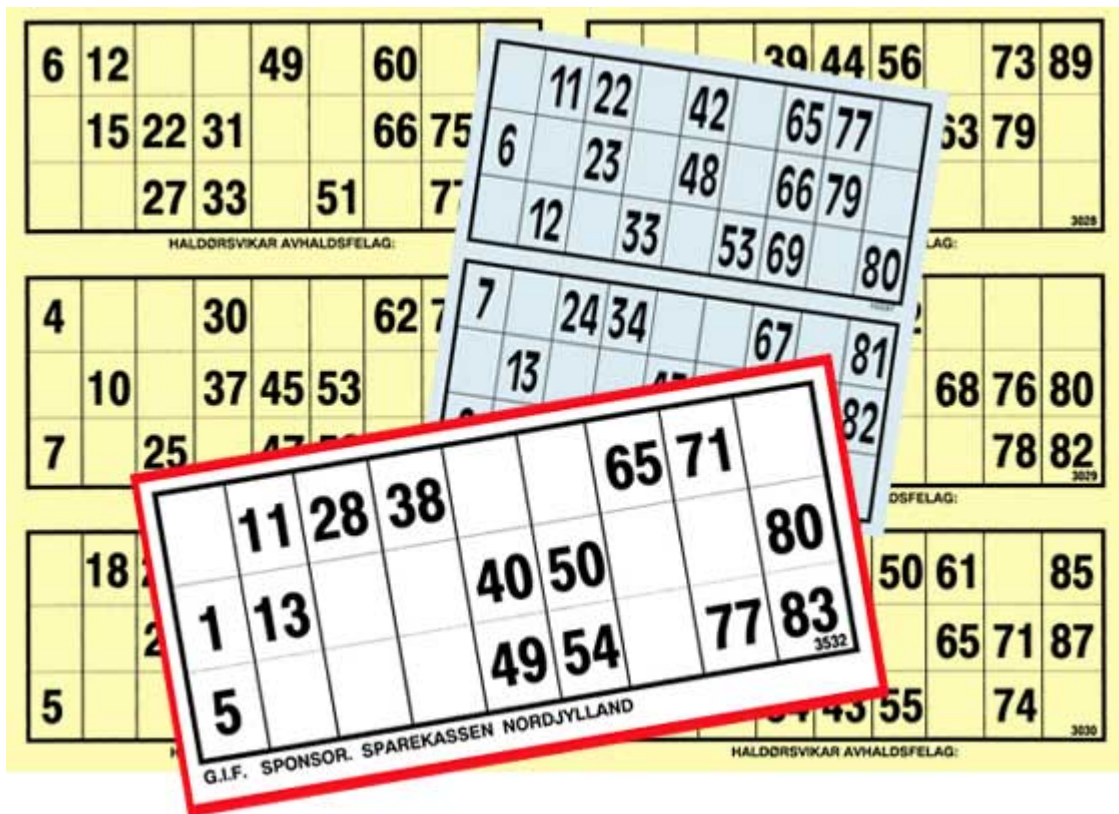 6 12 49 60
15 22 31 66 75
27 33 51
HALDØRSVIKAR AVHALDSFELAG:
4 30 62
10 37 45 53
7 25
18
5
11 22 42 65 77
6 23 48 66 79
12 33 53 69 80
7 24 34 67 81
13 82
39 44 56 73 89
63 79
3028
68 76 80
78 82
3029
50 61 85
65 71 87
55 74
3030
HALDØRSVIKAR AVHALDSFELAG:
11 28 38 65 71
1 13 40 50 80
5 49 54 77 83
3532
G.I.F. SPONSOR. SPAREKASSEN NORDJYLLAND